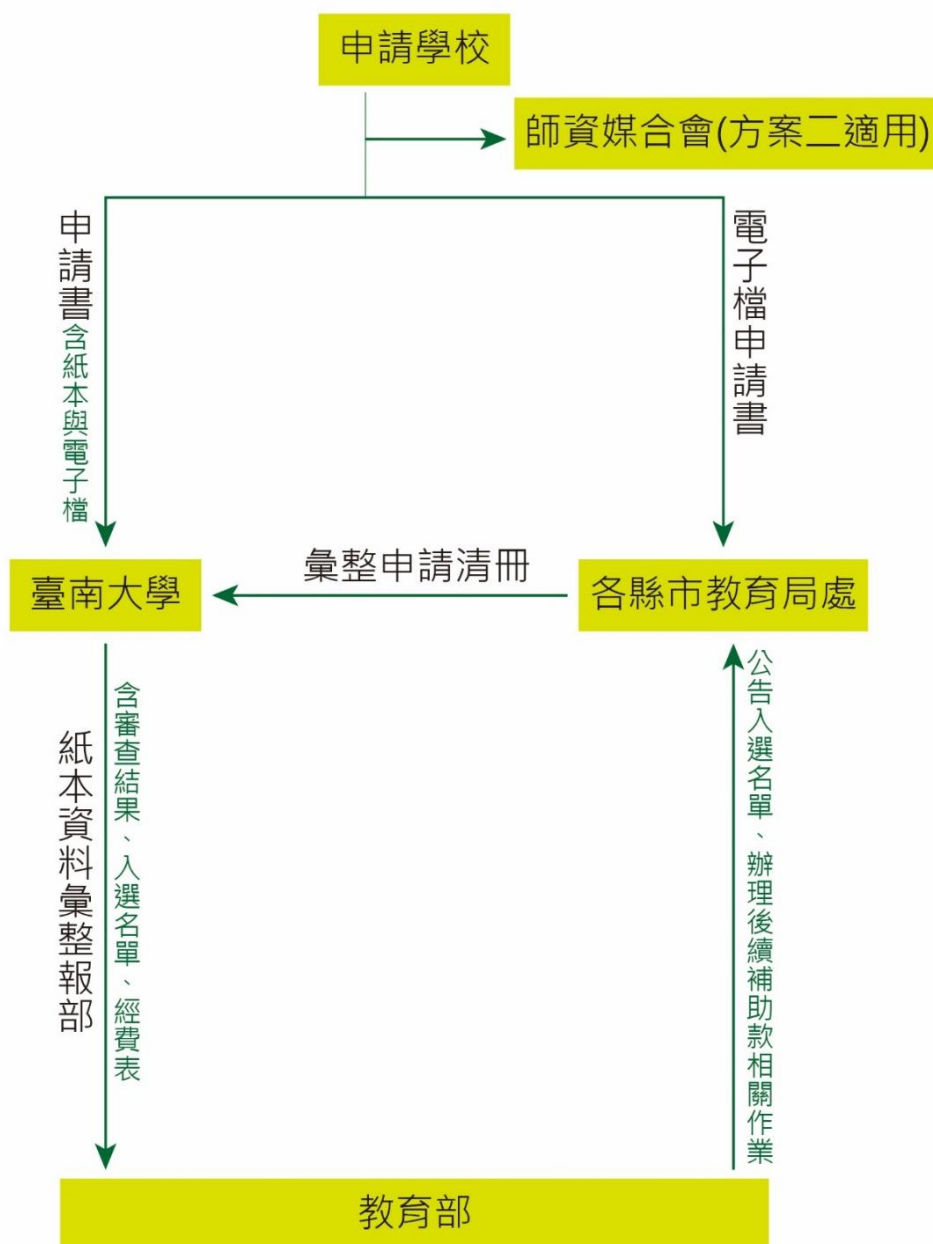 申請學校
師資媒合會(方案二適用)
申請書
含紙本與電子檔
電子檔申請書
臺南大學
彙整申請清冊
各縣市教育局處
紙本資料彙整報部
含審查結果、入選名單、經費表
公告入選名單、辦理後續補助款相關作業
教育部